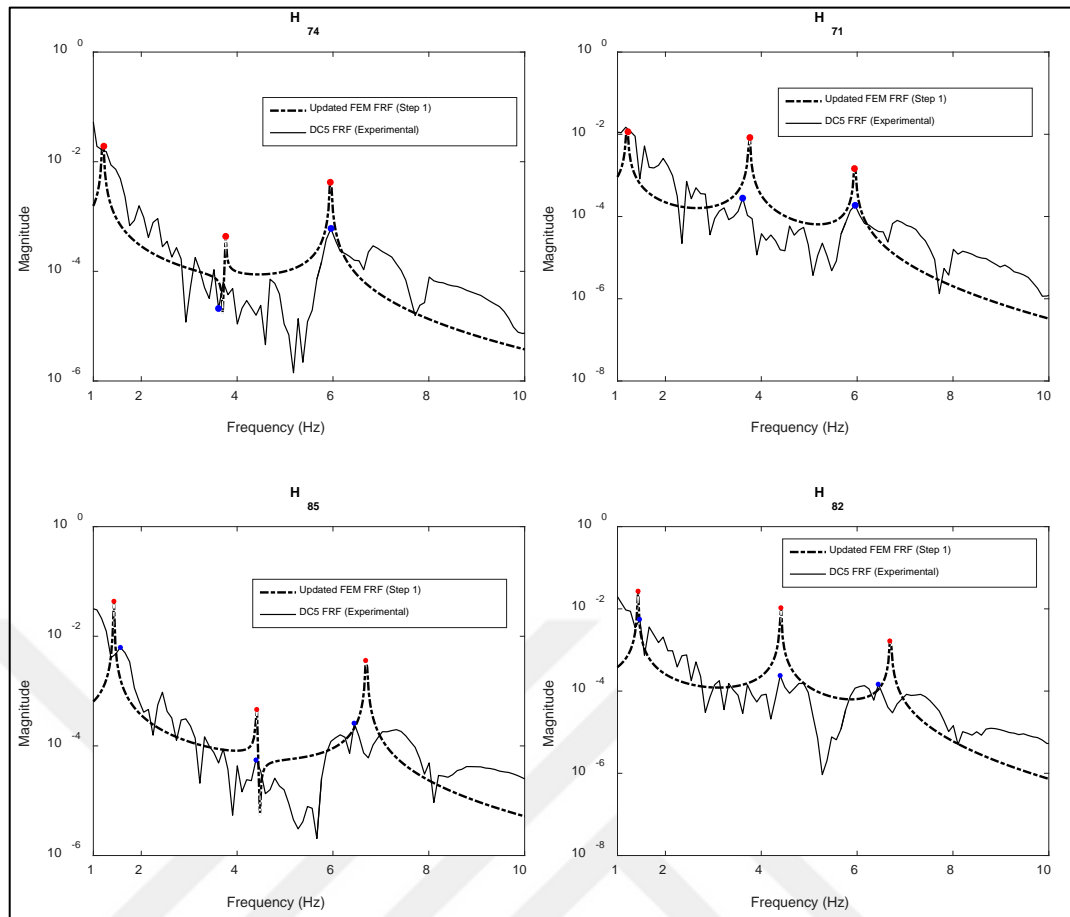 H
74
10 0
10 -2
10 -4
10 -6
Magnitude
Updated FEM FRF (Step 1)
DC5 FRF (Experimental)
1 2 4 6 8 10
Frequency (Hz)
H
71
10 0
10 -2
10 -4
10 -6
10 -8
Magnitude
Updated FEM FRF (Step 1)
DC5 FRF (Experimental)
1 2 4 6 8 10
Frequency (Hz)
H
85
10 0
10 -2
10 -4
10 -6
Magnitude
Updated FEM FRF (Step 1)
DC5 FRF (Experimental)
1 2 4 6 8 10
Frequency (Hz)
H
82
10 0
10 -2
10 -4
10 -6
10 -8
Magnitude
Updated FEM FRF (Step 1)
DC5 FRF (Experimental)
1 2 4 6 8 10
Frequency (Hz)